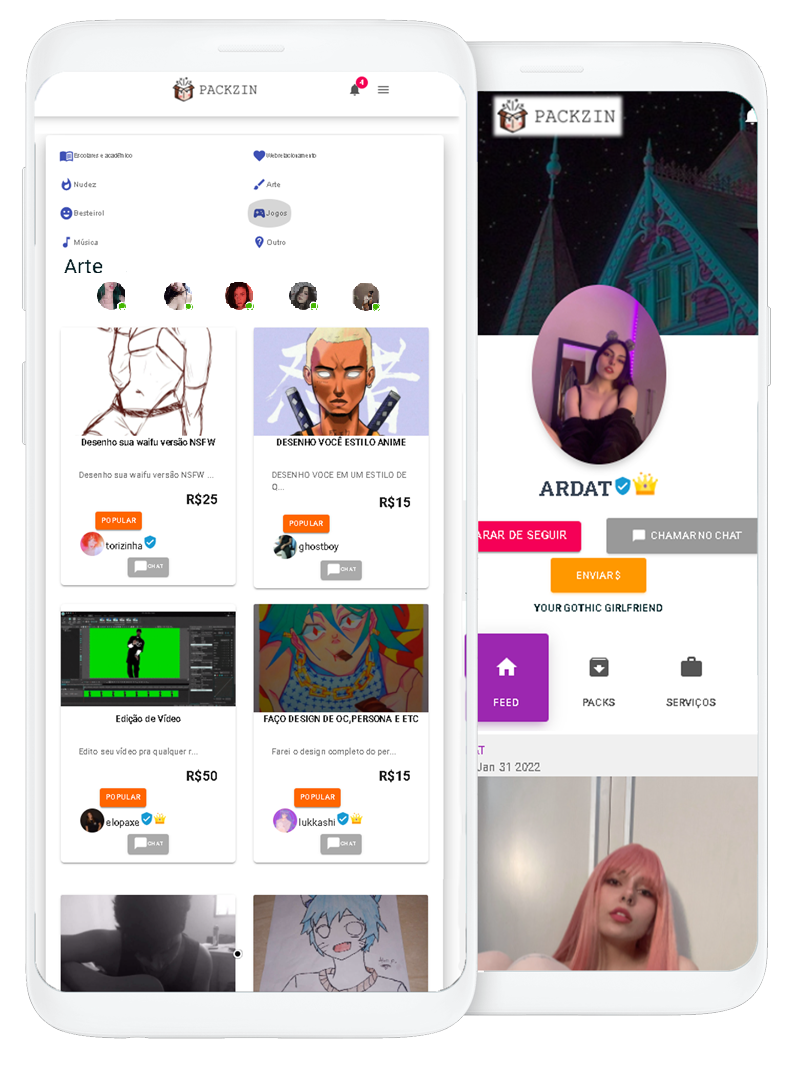 PACKZIN
4
Escolares e acadêmico
Webrelacionamento
Nudez
Arte
Besteirol
Jogos
Música
Outro
Arte
Desenho sua waifu versão NSFW
Desenho sua waifu versão NSFW ...
R$25
POPULAR
torizinha
CHAT
DESENHO VOCÊ ESTILO ANIME
DESENHO VOCE EM UM ESTILO DE
Q...
R$15
POPULAR
ghostboy
CHAT
Edição de Vídeo
Edito seu vídeo pra qualquer r...
R$50
POPULAR
elopaxe
CHAT
FAÇO DESIGN DE OC,PERSONA E ETC
Farei o design completo do per...
R$15
POPULAR
lukkashi
CHAT
PACKZIN
ARDAT
ARAR DE SEGUIR
CHAMAR NO CHAT
ENVIAR $
YOUR GOTHIC GIRLFRIEND
FEED
PACKS
SERVIÇOS
AT
Jan 31 2022